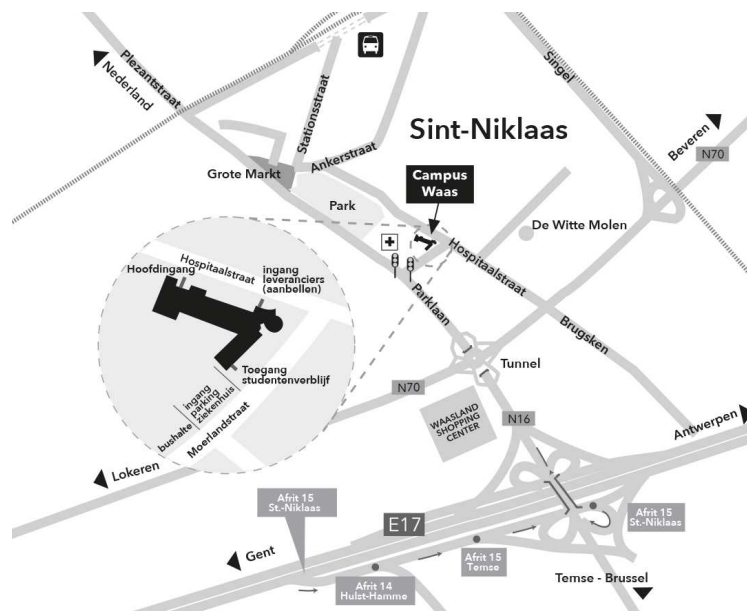 Plezantstraat
Nederland
Stationsstraat
Singel
Sint-Niklaas
Beveren
N70
Grote Markt
Ankerstraat
Campus
Waas
Park
De Witte Molen
Hospitaalstraat
Parklaan
Brugsken
Hospitaalstraat
Hoofdingang
ingang
leveranciers
(aanbellen)
Toegang
studentenverblijf
ingang
parking
ziekenhuis
bushalte
Moerlandstraat
Tunnel
N70
WAASLAND
SHOPPING
CENTER
N16
Antwerpen
Lokeren
Afrit 15
St.-Niklaas
E17
Afrit 15
St.-Niklaas
Gent
Afrit 15
Temse
Afrit 14
Hulst-Hamme
Temse - Brussel